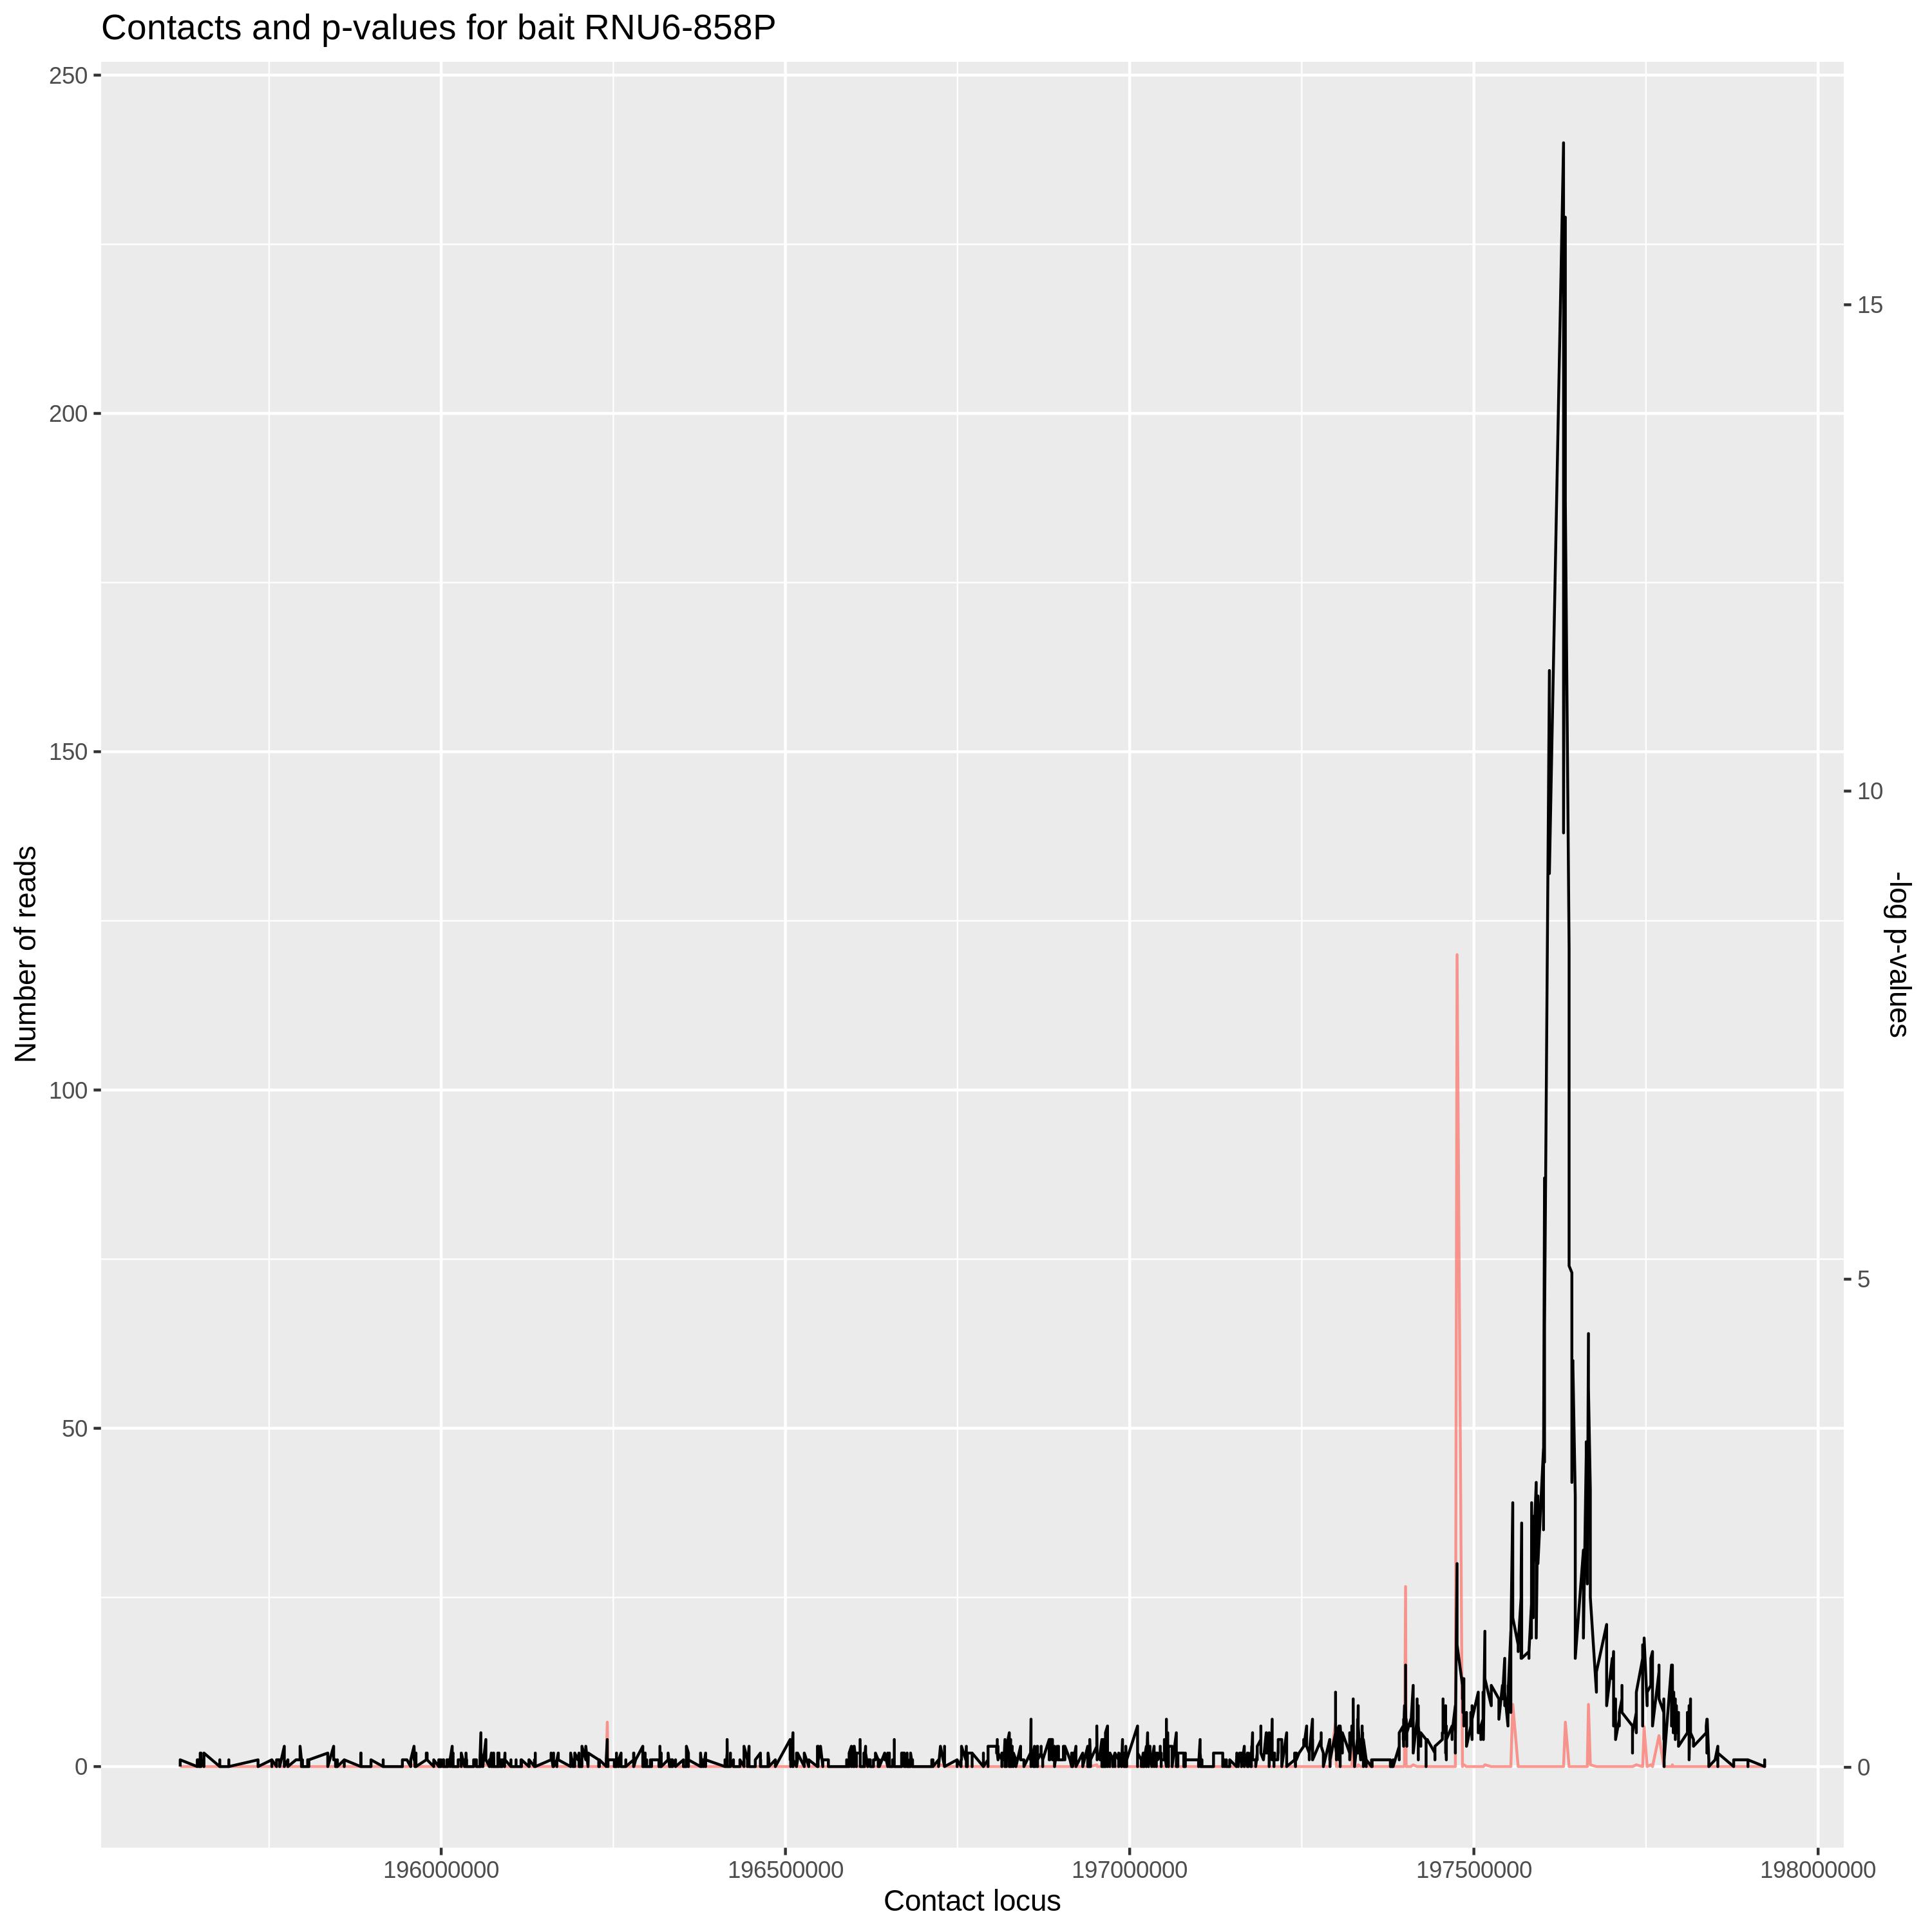 Contacts and p-values for bait RNU6-858P
250
200
150
100
50
0
Number of reads
15
10
5
0
-log p-values
196000000 196500000 197000000 197500000 198000000
Contact locus